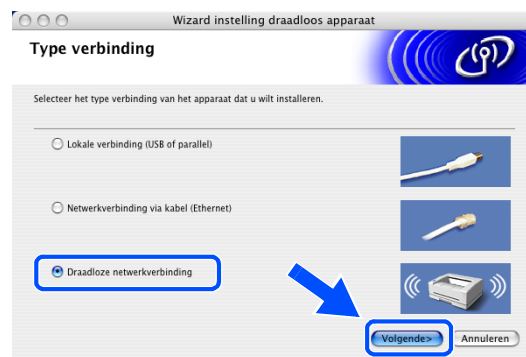 Wizard instelling draadloos apparaat
Type verbinding
Selecteer het type verbinding van het apparaat dat u wilt installeren.
Lokale verbinding (USB of parallel)
Netwerkverbinding via kabel (Ethernet)
Draadloze netwerkverbinding
Volgende>
Annuleren